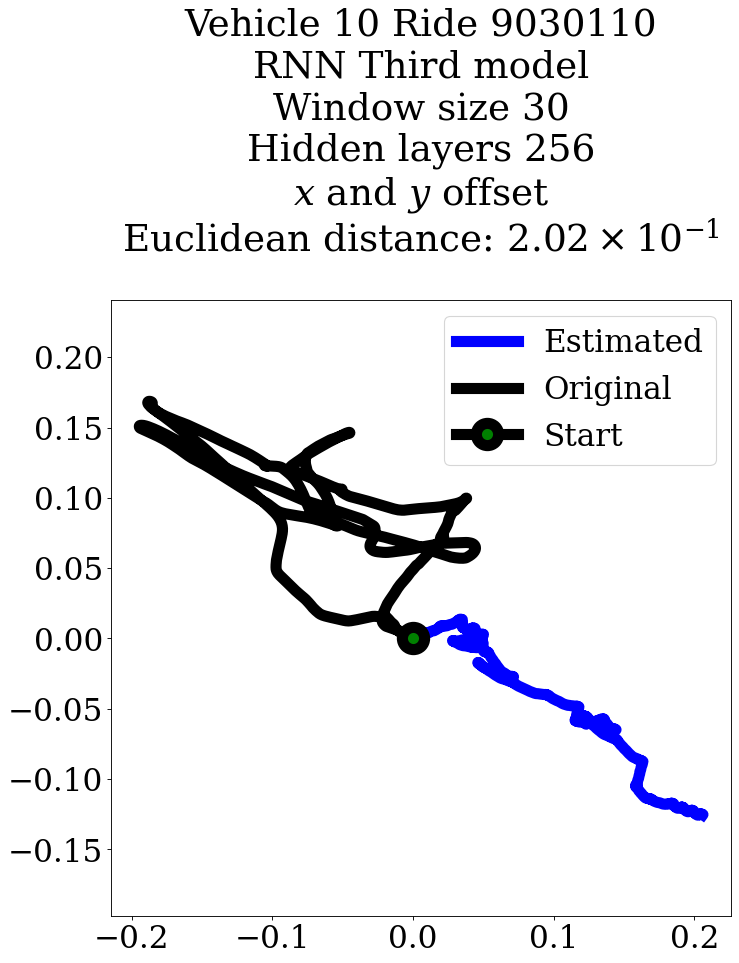 Vehicle 10 Ride 9030110
RNN Third model
Window size 30
Hidden layers 256
x and y offset
Euclidean distance: 2.02 × 10⁻¹
Estimated
Original
Start
0.20
0.15
0.10
0.05
0.00
−0.05
−0.10
−0.15
−0.2 −0.1 0.0 0.1 0.2